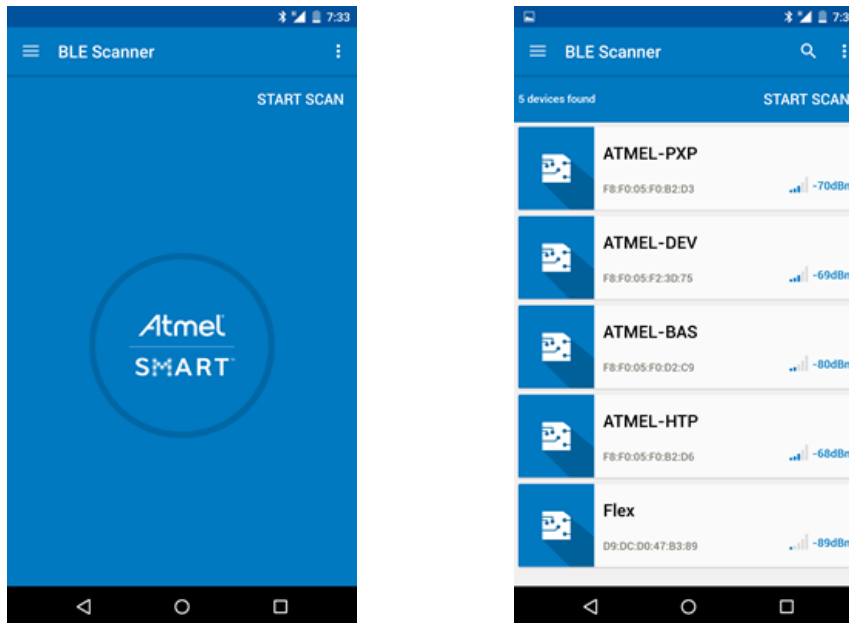 7:33
BLE Scanner
START SCAN
Atmel
SMART
7:3
BLE Scanner
5 devices found
START SCAN
ATMEL-PXP
F8:F0:05:F0:B2:D3
-70dBm
ATMEL-DEV
F8:F0:05:F2:3D:75
-69dBm
ATMEL-BAS
F8:F0:05:F0:D2:C9
-80dBm
ATMEL-HTP
F8:F0:05:F0:B2:D6
-68dBm
Flex
D9:DC:D0:47:B3:89
-89dBm